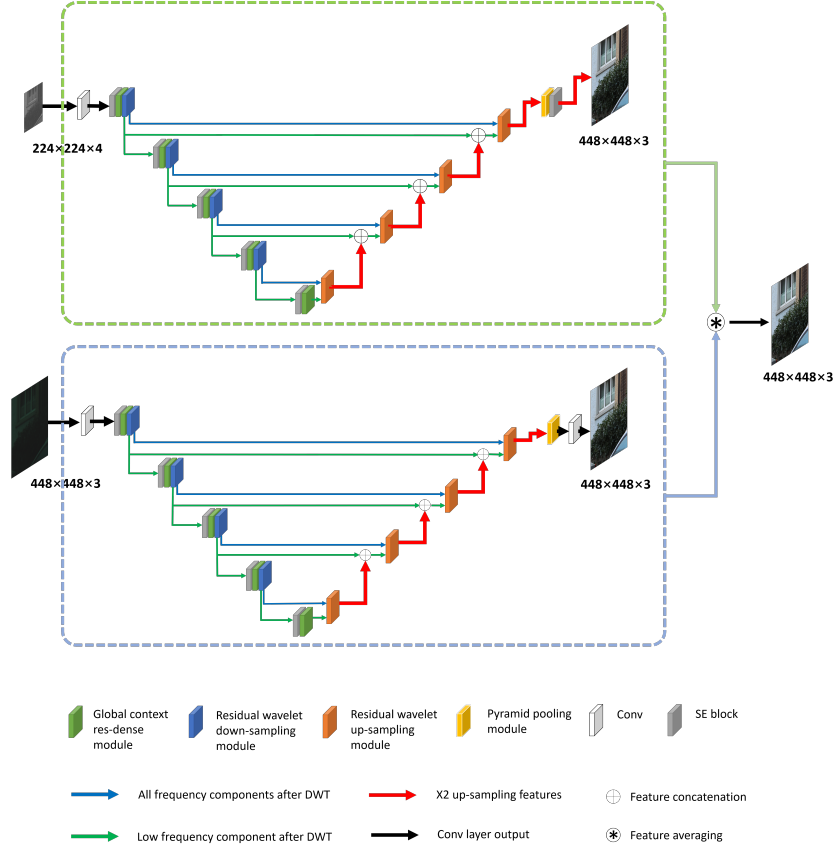 448×448×3
224×224×4
448×448×3
448×448×3
448×448×3
Global context
res-dense
module
Residual wavelet
down-sampling
module
Residual wavelet
up-sampling
module
Pyramid pooling
module
Conv
SE block
All frequency components after DWT
X2 up-sampling features
Feature concatenation
Low frequency component after DWT
Conv layer output
Feature averaging